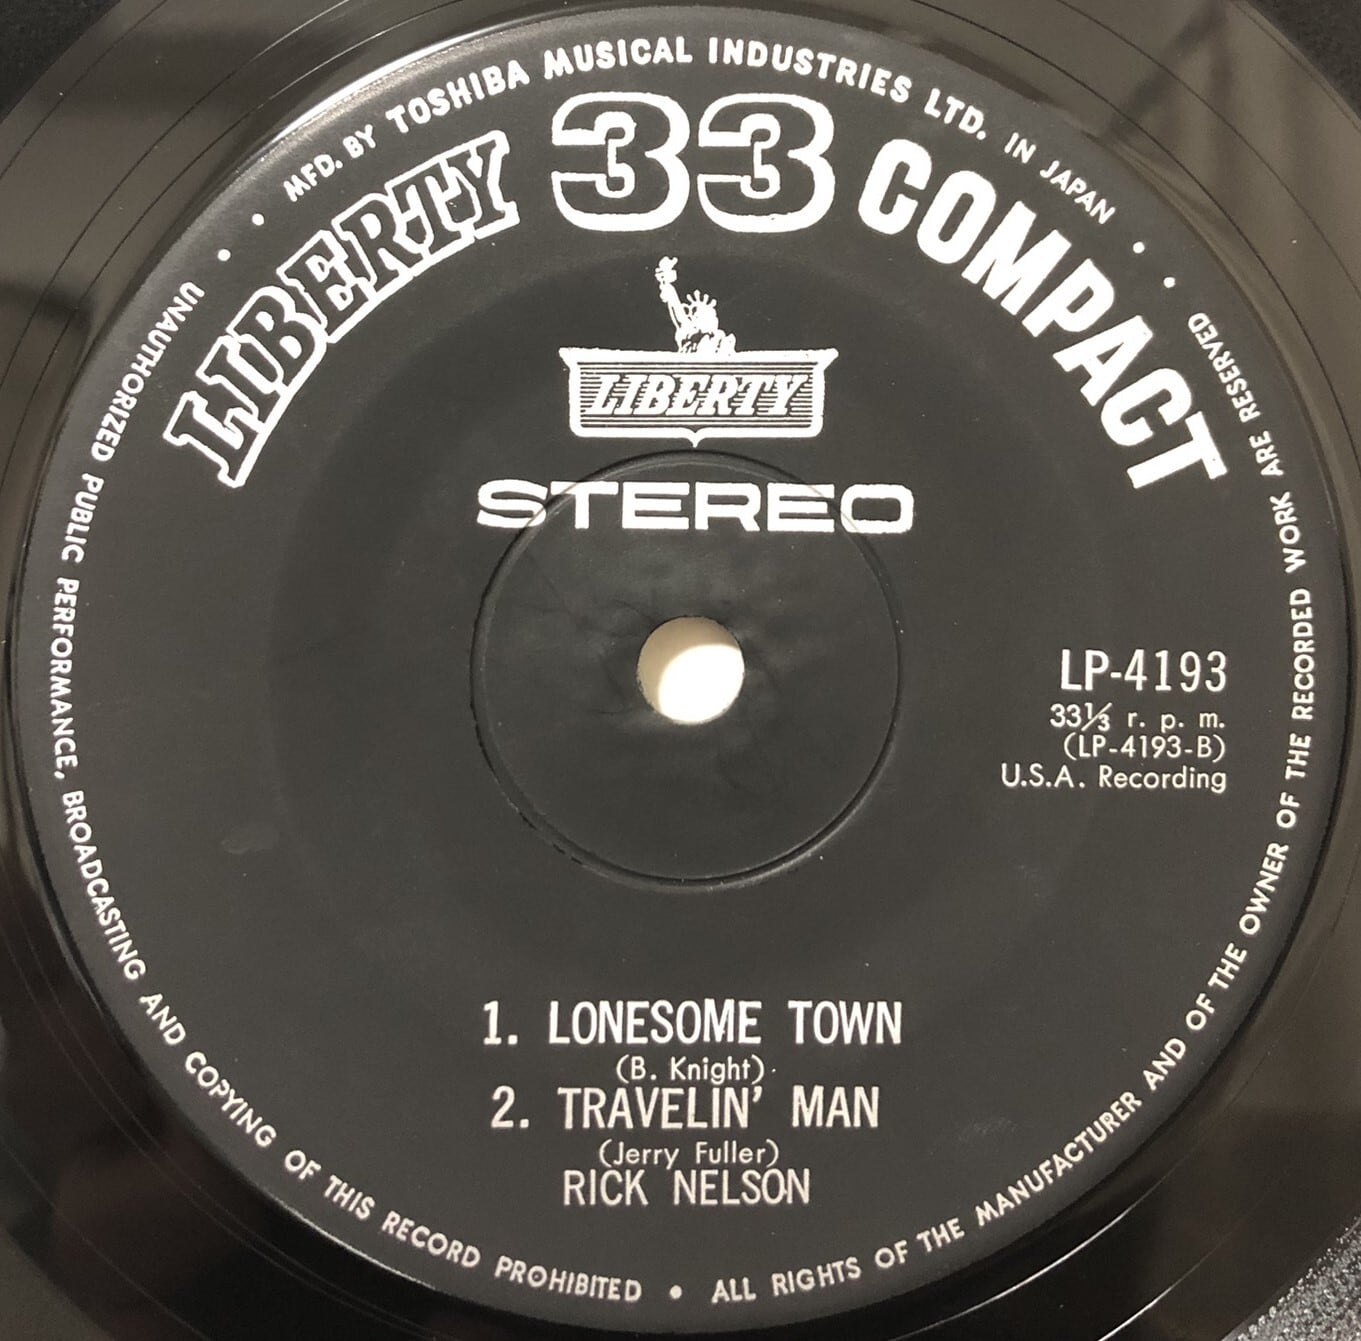 MFD. BY TOSHIBA MUSICAL INDUSTRIES LTD. IN JAPAN
LIBERTY 33 COMPACT
LIBERTY
STEREO
LP-4193
33⅓ r. p. m.
(LP-4193-B)
U.S.A. Recording
1. LONESOME TOWN
(B. Knight)
2. TRAVELIN' MAN
(Jerry Fuller)
RICK NELSON
UNAUTHORIZED PUBLIC PERFORMANCE, BROADCASTING AND COPYING OF THIS RECORD PROHIBITED • ALL RIGHTS OF THE MANUFACTURER AND OF THE OWNER OF THE RECORDED WORK ARE RESERVED